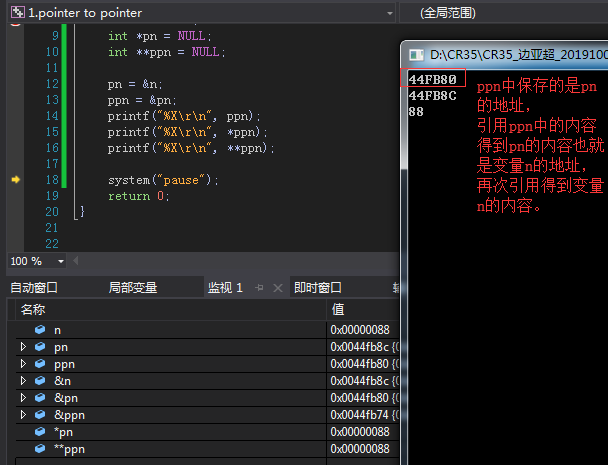 1.pointer to pointer
(全局范围)
9 int *pn = NULL;
10 int **ppn = NULL;
11
12 pn = &n;
13 ppn = &pn;
14 printf("%X\r\n", ppn);
15 printf("%X\r\n", *ppn);
16 printf("%X\r\n", **ppn);
17
18 system("pause");
19 return 0;
20 }
21
22
100 %
D:\CR35\CR35_边亚超_2019100
44FB80
44FB8C
88
ppn中保存的是pn
的地址,
引用ppn中的内容
得到pn的内容也就
是变量n的地址,
再次引用得到变量
n的内容。
自动窗口 局部变量 监视 1 即时窗口
名称 值
n 0x00000088
pn 0x0044fb8c {0
ppn 0x0044fb80 {0
&n 0x0044fb8c {0
&pn 0x0044fb80 {0
&ppn 0x0044fb74 {0
*pn 0x00000088
**ppn 0x00000088